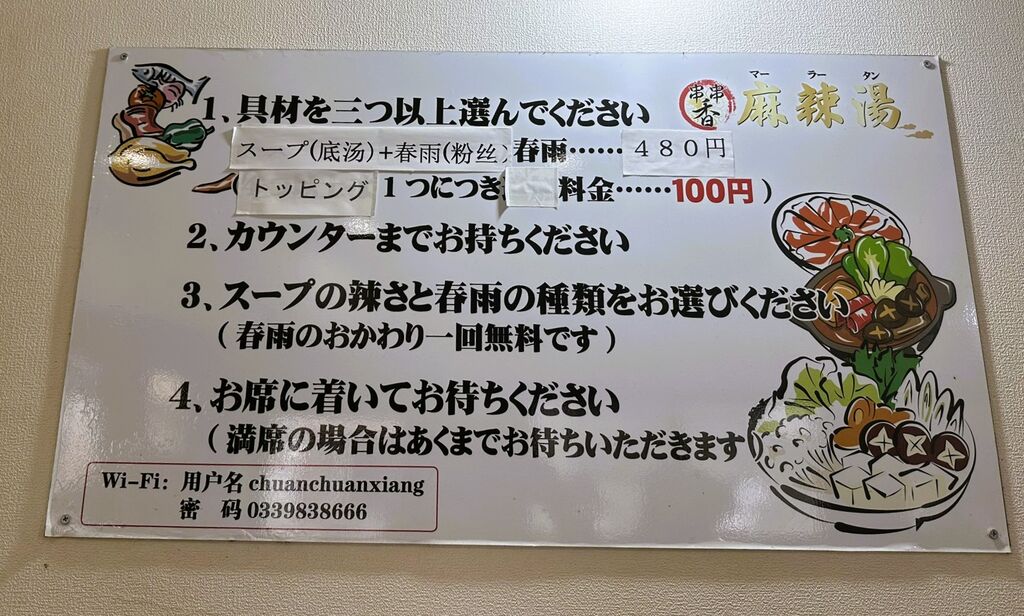 串串香
マーラータン
麻辣湯
1、具材を三つ以上選んでください
スープ(底汤)+春雨(粉丝)春雨……４８０円
(トッピング１つにつき 料金……100円)
2、カウンターまでお持ちください
3、スープの辣さと春雨の種類をお選びください
(春雨のおかわり一回無料です)
4、お席に着いてお待ちください
(満席の場合はあくまでお待ちいただきます)
Wi-Fi: 用户名 chuanchuanxiang
密 码 0339838666